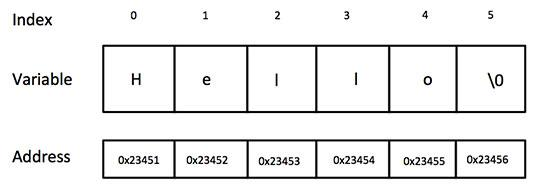 Index 0 1 2 3 4 5
Variable H e l l o \0
Address 0x23451 0x23452 0x23453 0x23454 0x23455 0x23456